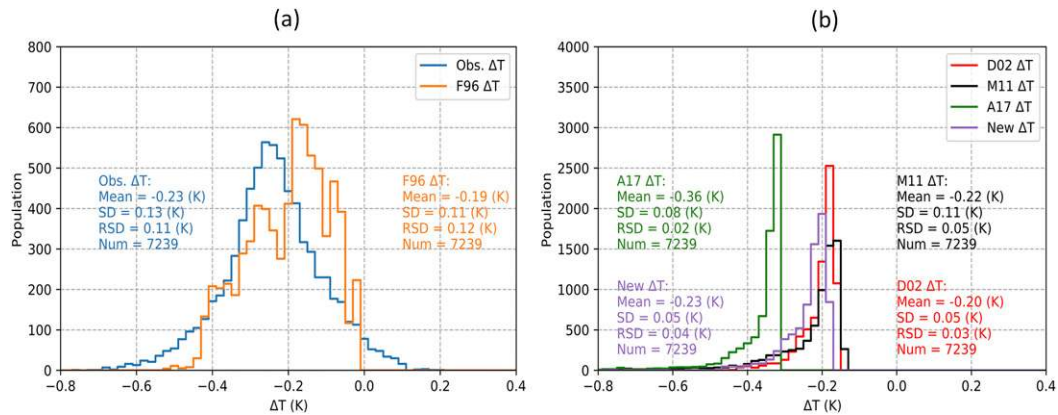 (a)
(b)
800
700
600
500
400
300
200
100
0
Population
Obs. ΔT
F96 ΔT
Obs. ΔT:
Mean = -0.23 (K)
SD = 0.13 (K)
RSD = 0.11 (K)
Num = 7239
F96 ΔT:
Mean = -0.19 (K)
SD = 0.11 (K)
RSD = 0.12 (K)
Num = 7239
−0.8 −0.6 −0.4 −0.2 0.0 0.2 0.4
ΔT (K)
4000
3500
3000
2500
2000
1500
1000
500
0
Population
D02 ΔT
M11 ΔT
A17 ΔT
New ΔT
A17 ΔT:
Mean = -0.36 (K)
SD = 0.08 (K)
RSD = 0.02 (K)
Num = 7239
M11 ΔT:
Mean = -0.22 (K)
SD = 0.11 (K)
RSD = 0.05 (K)
Num = 7239
New ΔT:
Mean = -0.23 (K)
SD = 0.05 (K)
RSD = 0.04 (K)
Num = 7239
D02 ΔT:
Mean = -0.20 (K)
SD = 0.05 (K)
RSD = 0.03 (K)
Num = 7239
−0.8 −0.6 −0.4 −0.2 0.0 0.2 0.4
ΔT (K)